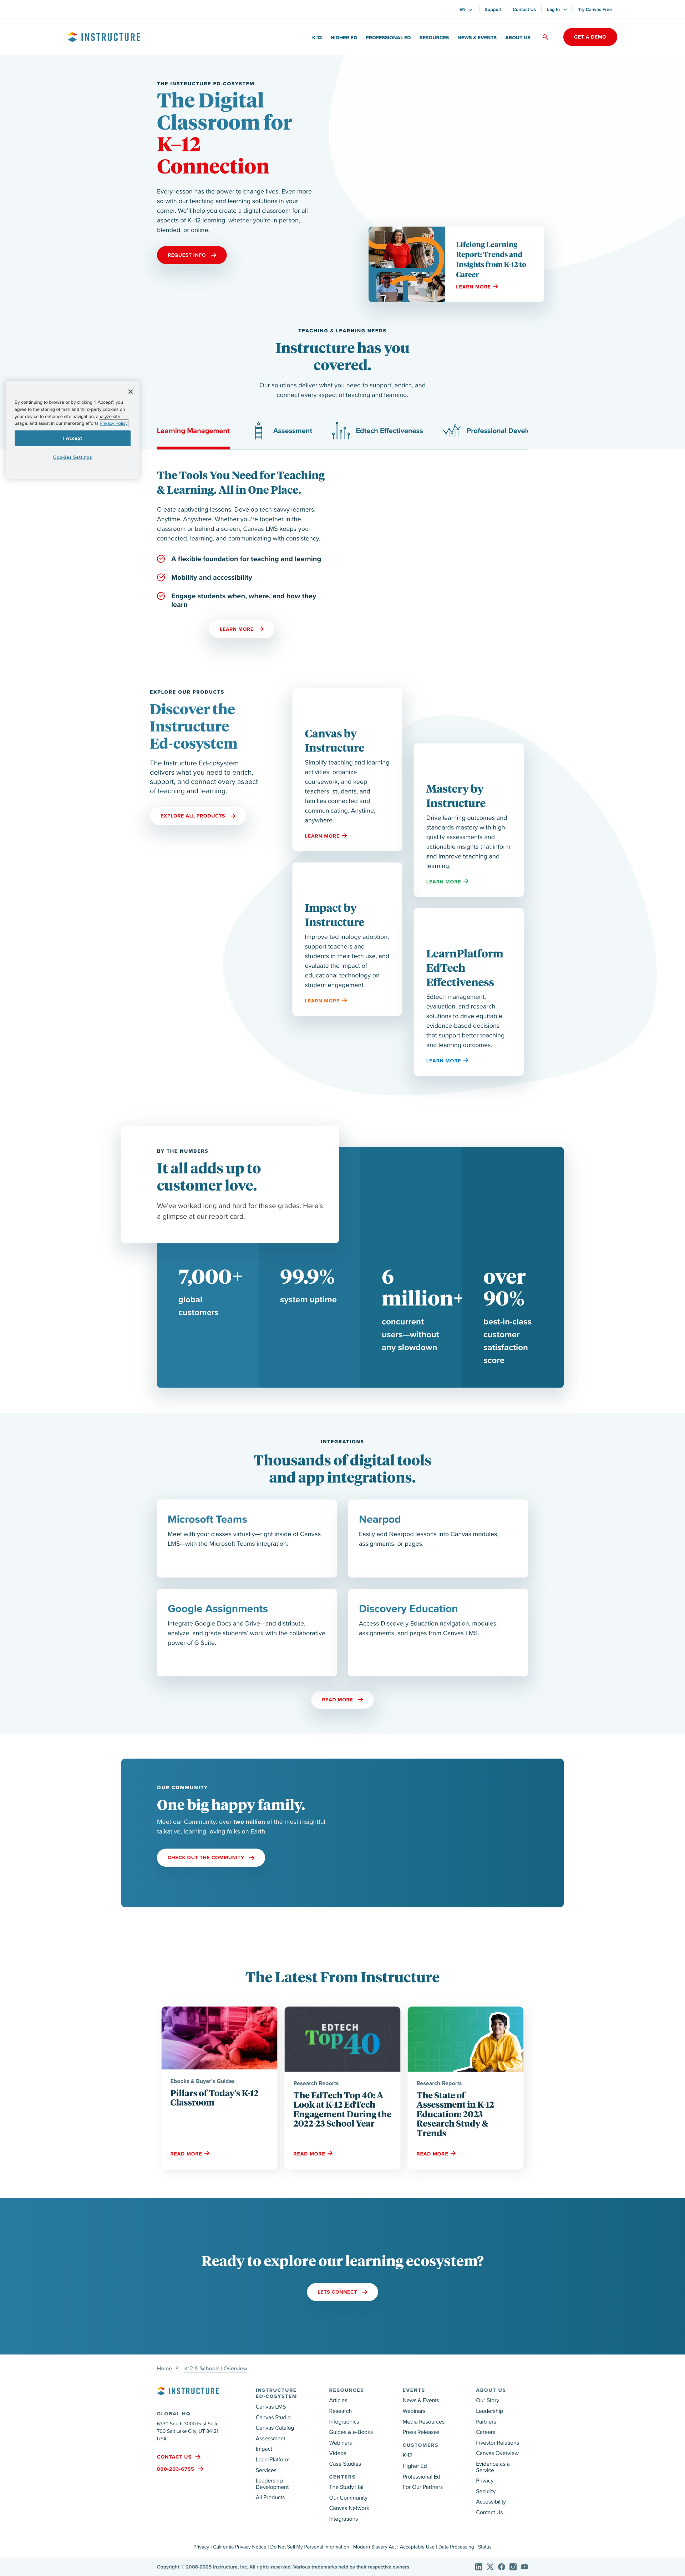 EN
Support
Contact Us
Log In
Try Canvas Free
INSTRUCTURE
K-12
HIGHER ED
PROFESSIONAL ED
RESOURCES
NEWS & EVENTS
ABOUT US
GET A DEMO
THE INSTRUCTURE ED-COSYSTEM
The Digital
Classroom for
K–12
Connection
Every lesson has the power to change lives. Even more
so with our teaching and learning solutions in your
corner. We'll help you create a digital classroom for all
aspects of K–12 learning, whether you're in person,
blended, or online.
REQUEST INFO
Lifelong Learning
Report: Trends and
Insights from K-12 to
Career
LEARN MORE
TEACHING & LEARNING NEEDS
Instructure has you
covered.
Our solutions deliver what you need to support, enrich, and
connect every aspect of teaching and learning.
By continuing to browse or by clicking "I Accept", you
agree to the storing of first- and third-party cookies on
your device to enhance site navigation, analyze site
usage, and assist in our marketing efforts. Privacy Policy
I Accept
Cookies Settings
Learning Management
Assessment
Edtech Effectiveness
Professional Develo
The Tools You Need for Teaching
& Learning. All in One Place.
Create captivating lessons. Develop tech-savvy learners.
Anytime. Anywhere. Whether you're together in the
classroom or behind a screen, Canvas LMS keeps you
connected, learning, and communicating with consistency.
A flexible foundation for teaching and learning
Mobility and accessibility
Engage students when, where, and how they
learn
LEARN MORE
EXPLORE OUR PRODUCTS
Discover the
Instructure
Ed-cosystem
The Instructure Ed-cosystem
delivers what you need to enrich,
support, and connect every aspect
of teaching and learning.
EXPLORE ALL PRODUCTS
Canvas by
Instructure
Simplify teaching and learning
activities, organize
coursework, and keep
teachers, students, and
families connected and
communicating. Anytime,
anywhere.
LEARN MORE
Mastery by
Instructure
Drive learning outcomes and
standards mastery with high-
quality assessments and
actionable insights that inform
and improve teaching and
learning.
LEARN MORE
Impact by
Instructure
Improve technology adoption,
support teachers and
students in their tech use, and
evaluate the impact of
educational technology on
student engagement.
LEARN MORE
LearnPlatform
EdTech
Effectiveness
Edtech management,
evaluation, and research
solutions to drive equitable,
evidence-based decisions
that support better teaching
and learning outcomes.
LEARN MORE
BY THE NUMBERS
It all adds up to
customer love.
We've worked long and hard for these grades. Here's
a glimpse at our report card.
7,000+
global
customers
99.9%
system uptime
6
million+
concurrent
users—without
any slowdown
over
90%
best-in-class
customer
satisfaction
score
INTEGRATIONS
Thousands of digital tools
and app integrations.
Microsoft Teams
Meet with your classes virtually—right inside of Canvas
LMS—with the Microsoft Teams integration.
Nearpod
Easily add Nearpod lessons into Canvas modules,
assignments, or pages.
Google Assignments
Integrate Google Docs and Drive—and distribute,
analyze, and grade students' work with the collaborative
power of G Suite.
Discovery Education
Access Discovery Education navigation, modules,
assignments, and pages from Canvas LMS.
READ MORE
OUR COMMUNITY
One big happy family.
Meet our Community: over two million of the most insightful,
talkative, learning-loving folks on Earth.
CHECK OUT THE COMMUNITY
The Latest From Instructure
Ebooks & Buyer's Guides
Pillars of Today's K-12
Classroom
READ MORE
EDTECH
Top40
Research Reports
The EdTech Top 40: A
Look at K-12 EdTech
Engagement During the
2022-23 School Year
READ MORE
Research Reports
The State of
Assessment in K-12
Education: 2023
Research Study &
Trends
READ MORE
Ready to explore our learning ecosystem?
LETS CONNECT
Home > K12 & Schools | Overview
INSTRUCTURE
GLOBAL HQ
6330 South 3000 East Suite
700 Salt Lake City, UT 84121
USA
CONTACT US
800-203-6755
INSTRUCTURE
ED-COSYSTEM
Canvas LMS
Canvas Studio
Canvas Catalog
Assessment
Impact
LearnPlatform
Services
Leadership
Development
All Products
RESOURCES
Articles
Research
Infographics
Guides & e-Books
Webinars
Videos
Case Studies
CENTERS
The Study Hall
Our Community
Canvas Network
Integrations
EVENTS
News & Events
Webinars
Media Resources
Press Releases
CUSTOMERS
K-12
Higher Ed
Professional Ed
For Our Partners
ABOUT US
Our Story
Leadership
Partners
Careers
Investor Relations
Canvas Overview
Evidence as a
Service
Privacy
Security
Accessibility
Contact Us
Privacy | California Privacy Notice | Do Not Sell My Personal Information | Modern Slavery Act | Acceptable Use | Data Processing | Status
Copyright © 2008-2025 Instructure, Inc. All rights reserved. Various trademarks held by their respective owners.